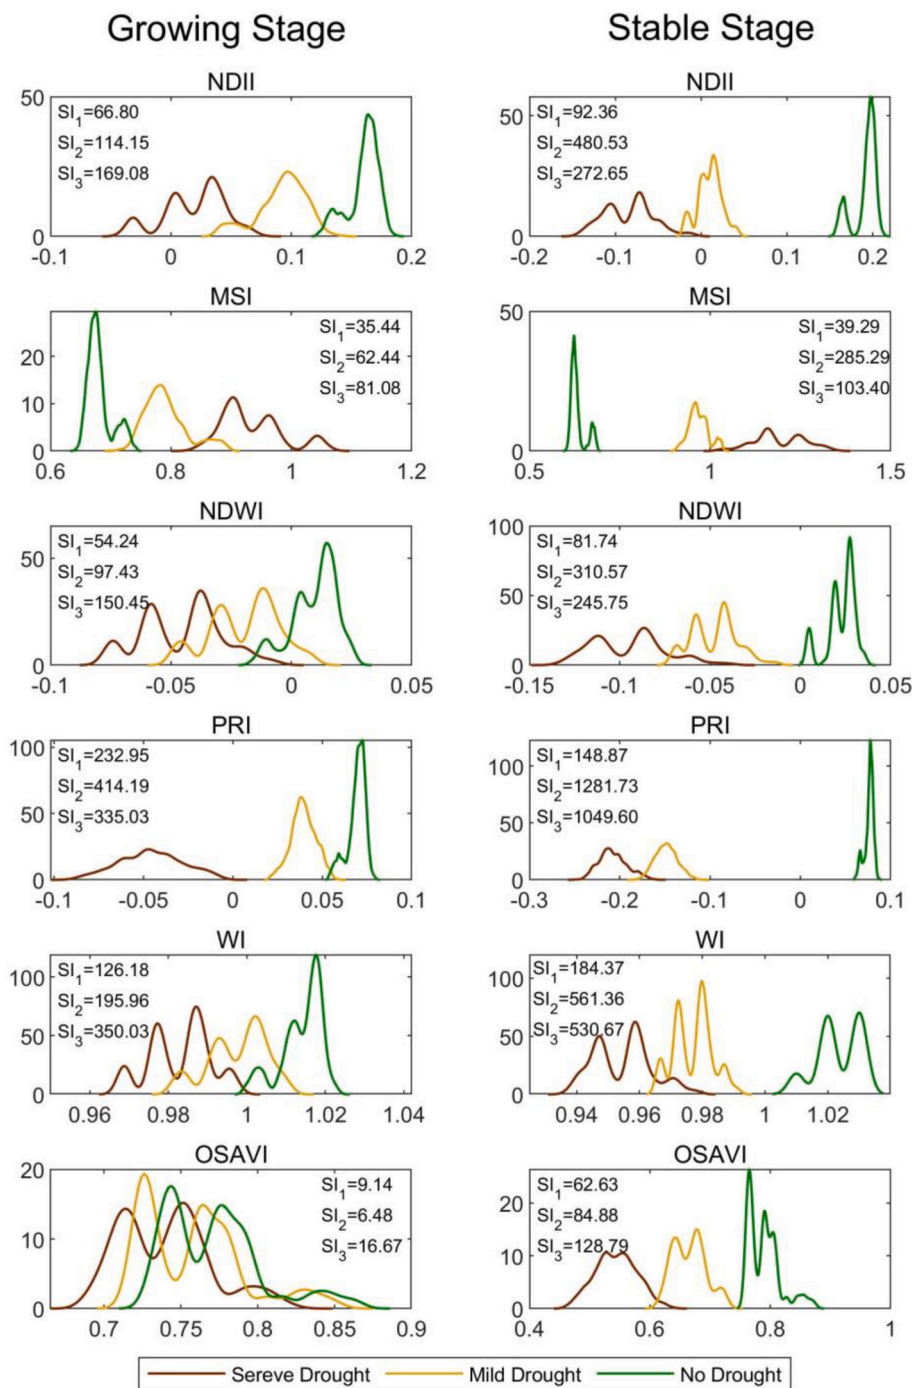 Growing Stage
Stable Stage
NDII
SI1=66.80
SI2=114.15
SI3=169.08
50
0
-0.1
0
0.1
0.2
NDII
SI1=92.36
SI2=480.53
SI3=272.65
50
0
-0.2
-0.1
0
0.1
0.2
MSI
SI1=35.44
SI2=62.44
SI3=81.08
20
10
0
0.6
0.8
1
1.2
MSI
SI1=39.29
SI2=285.29
SI3=103.40
50
0
0.5
1
1.5
NDWI
SI1=54.24
SI2=97.43
SI3=150.45
50
0
-0.1
-0.05
0
0.05
NDWI
SI1=81.74
SI2=310.57
SI3=245.75
100
50
0
-0.15
-0.1
-0.05
0
0.05
PRI
SI1=232.95
SI2=414.19
SI3=335.03
100
50
0
-0.1
-0.05
0
0.05
0.1
PRI
SI1=148.87
SI2=1281.73
SI3=1049.60
100
50
0
-0.3
-0.2
-0.1
0
0.1
WI
SI1=126.18
SI2=195.96
SI3=350.03
100
50
0
0.96
0.98
1
1.02
1.04
WI
SI1=184.37
SI2=561.36
SI3=530.67
100
50
0
0.94
0.96
0.98
1
1.02
OSAVI
SI1=9.14
SI2=6.48
SI3=16.67
20
10
0
0.7
0.75
0.8
0.85
0.9
OSAVI
SI1=62.63
SI2=84.88
SI3=128.79
20
10
0
0.4
0.6
0.8
1
Sereve Drought
Mild Drought
No Drought